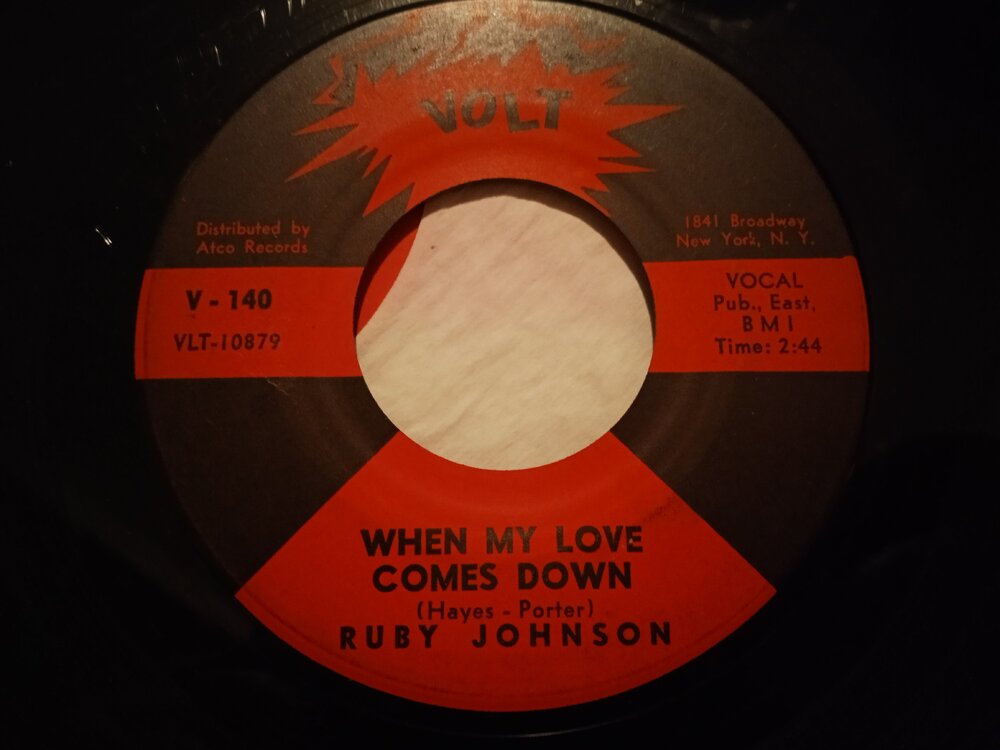 VOLT
Distributed by
Atco Records
1841 Broadway
New York, N. Y.
V - 140
VLT-10879
VOCAL
Pub., East,
B M I
Time: 2:44
WHEN MY LOVE
COMES DOWN
(Hayes - Porter)
RUBY JOHNSON